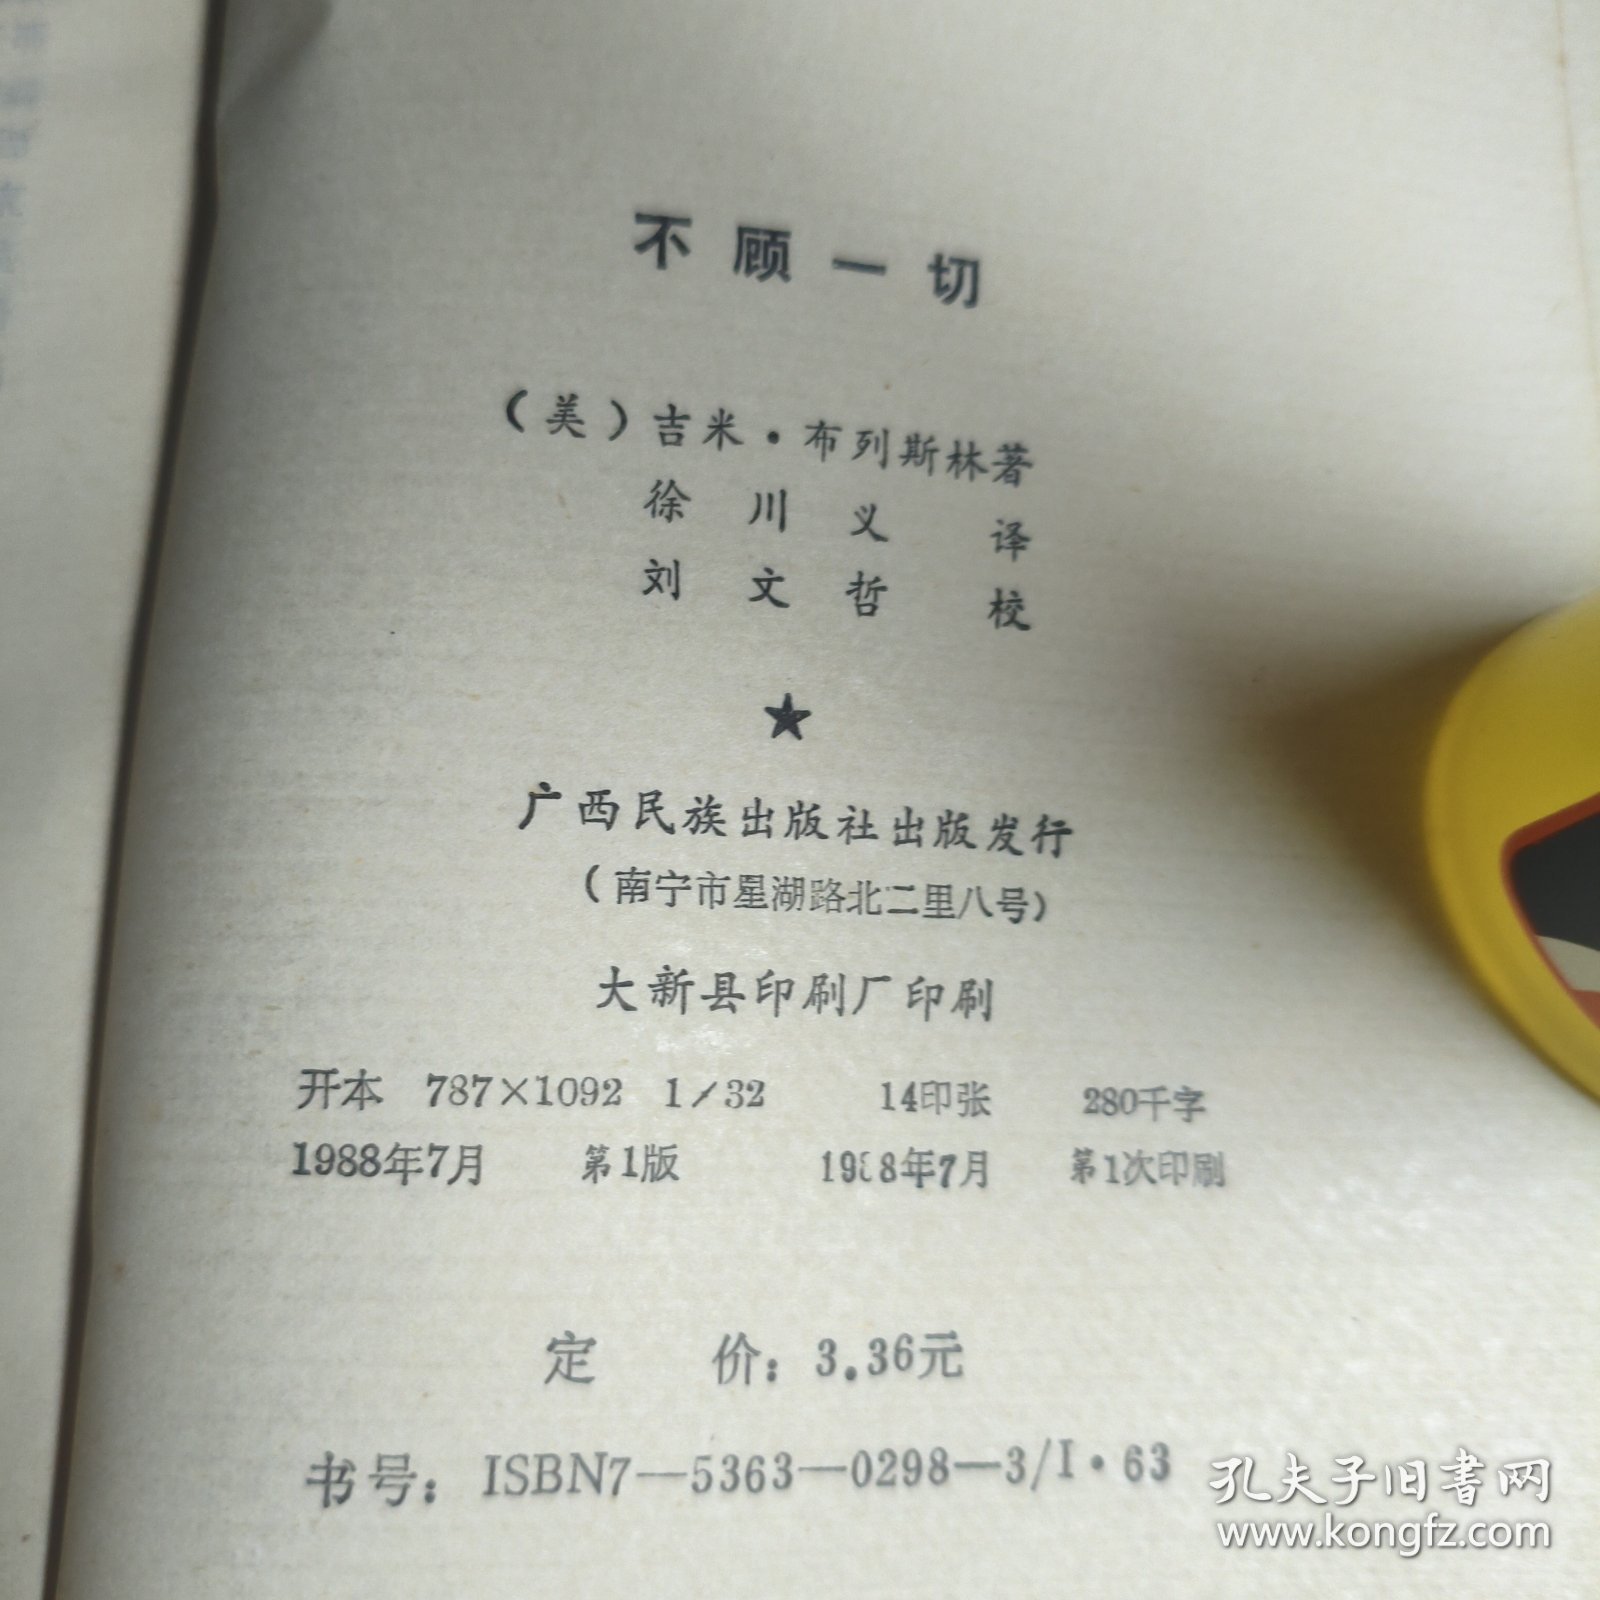 不顾一切
（美）吉米·布列斯林著
徐川义 译
刘文哲 校
★
广西民族出版社出版发行
（南宁市星湖路北二里八号）
大新县印刷厂印刷
开本 787×1092 1/32 14印张 280千字
1988年7月 第1版 1988年7月 第1次印刷
定 价：3.36元
书号：ISBN7—5363—0298—3/I·63
孔夫子旧书网
www.kongfz.com